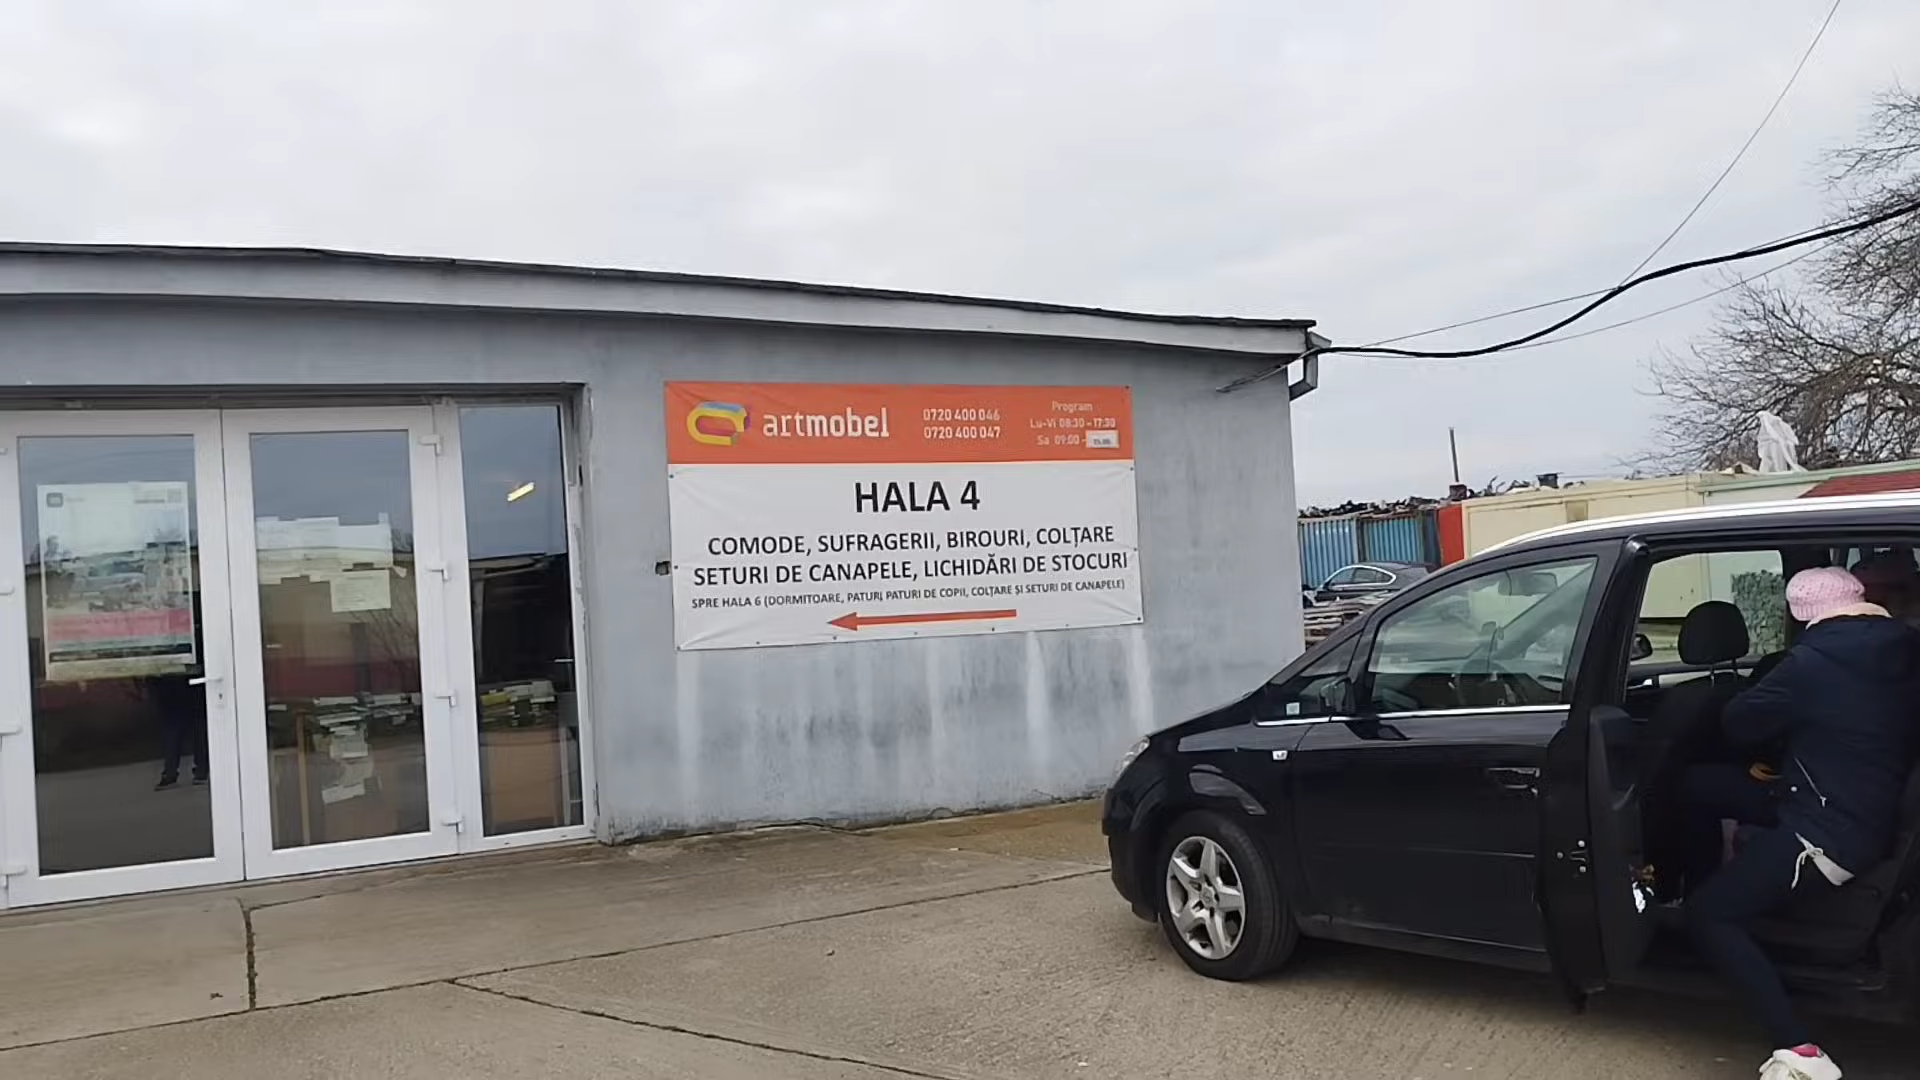 artmobel
0720 400 046
0720 400 047
Program
Lu-Vi 08:30 - 17:30
Sa 09:00 -
HALA 4
COMODE, SUFRAGERII, BIROURI, COLȚARE
SETURI DE CANAPELE, LICHIDĂRI DE STOCURI
SPRE HALA 6 (DORMITOARE, PATURI PATURI DE COPII, COLȚARE ȘI SETURI DE CANAPELE)